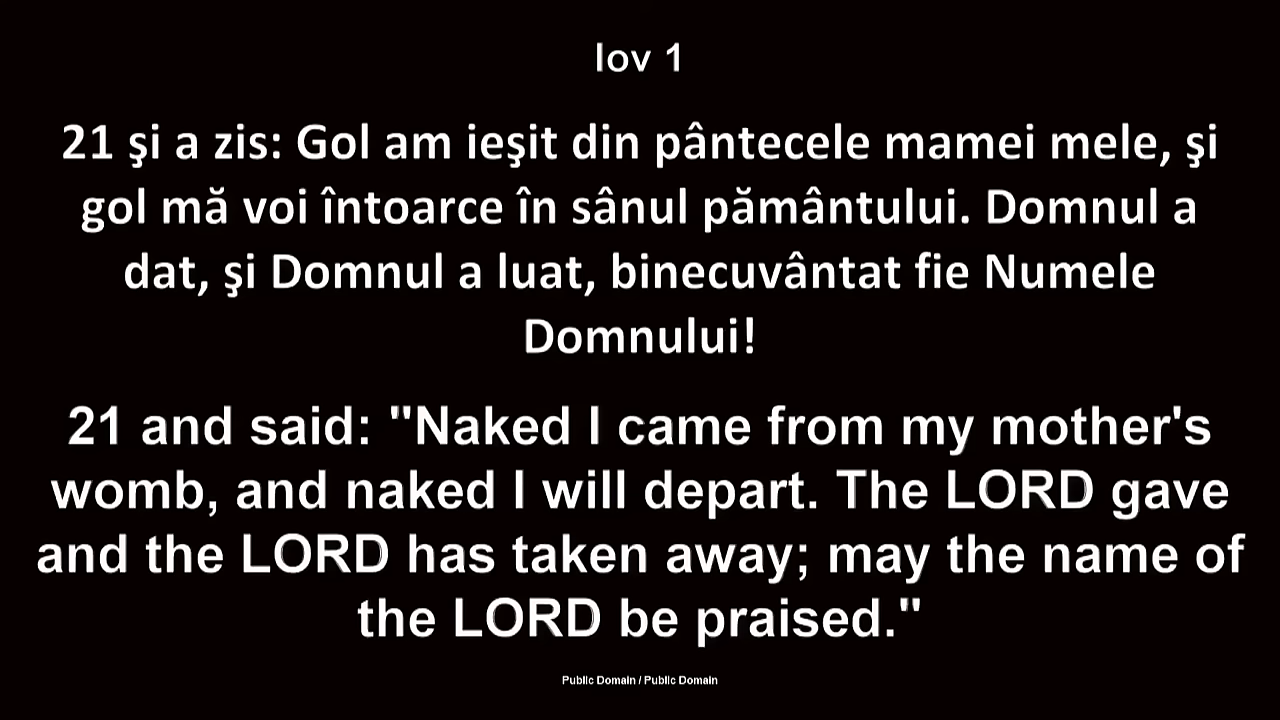 Iov 1
21 şi a zis: Gol am ieşit din pântecele mamei mele, şi
gol mă voi întoarce în sânul pământului. Domnul a
dat, şi Domnul a luat, binecuvântat fie Numele
Domnului!
21 and said: "Naked I came from my mother's
womb, and naked I will depart. The LORD gave
and the LORD has taken away; may the name of
the LORD be praised."
Public Domain / Public Domain